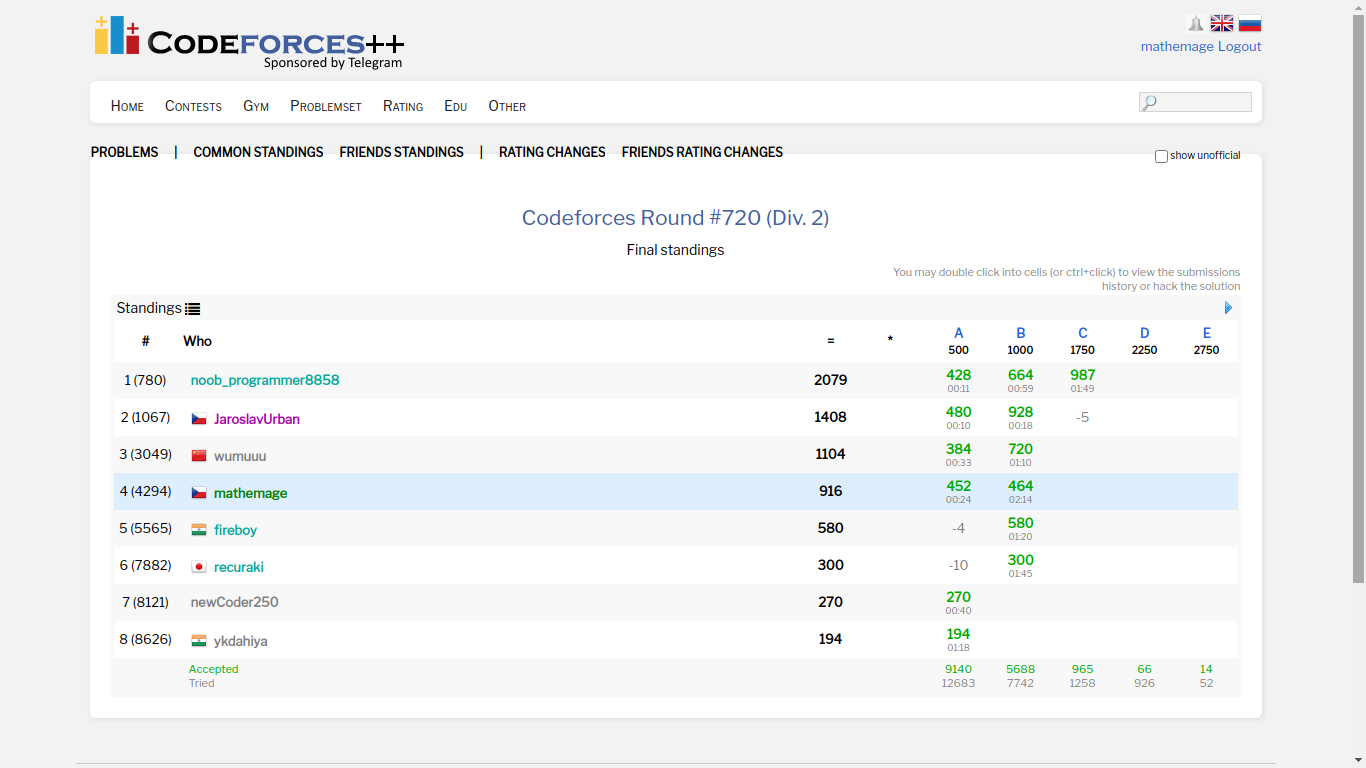 CODEFORCES++
Sponsored by Telegram
mathemage Logout
HOME CONTESTS GYM PROBLEMSET RATING EDU OTHER
PROBLEMS | COMMON STANDINGS FRIENDS STANDINGS | RATING CHANGES FRIENDS RATING CHANGES
show unofficial
Codeforces Round #720 (Div. 2)
Final standings
You may double click into cells (or ctrl+click) to view the submissions
history or hack the solution
Standings
# Who = * A B C D E
500 1000 1750 2250 2750
1 (780) noob_programmer8858 2079 428 664 987
00:11 00:59 01:49
2 (1067) JaroslavUrban 1408 480 928 -5
00:10 00:18
3 (3049) wumuuu 1104 384 720
00:33 01:10
4 (4294) mathemage 916 452 464
00:24 02:14
5 (5565) fireboy 580 -4 580
01:20
6 (7882) recuraki 300 -10 300
01:45
7 (8121) newCoder250 270 270
00:40
8 (8626) ykdahiya 194 194
01:18
Accepted 9140 5688 965 66 14
Tried 12683 7742 1258 926 52